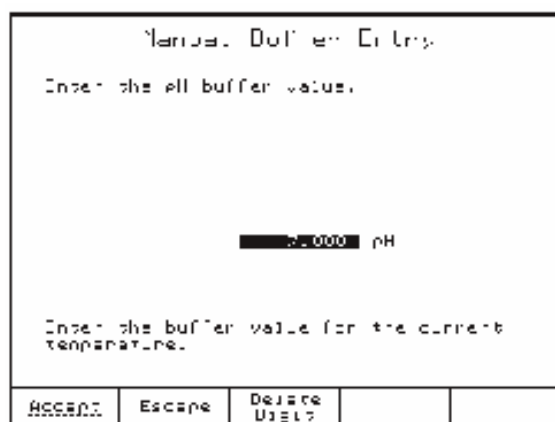 Manual Buffer Entry
Enter the pH buffer value.
7.000 pH
Enter the buffer value for the current
temperature.
Accept
Escape
Delete
Digit